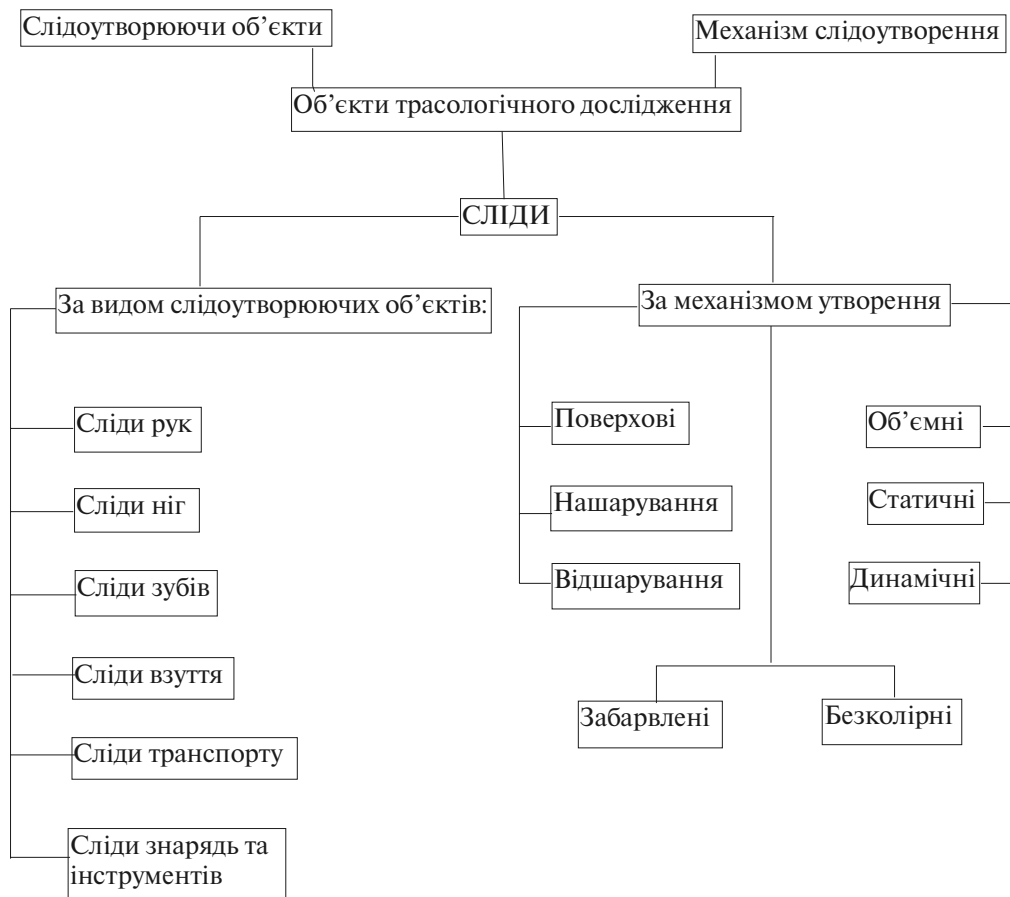 Слідоутворюючи об’єкти
Механізм слідоутворення
Об’єкти трасологічного дослідження
СЛІДИ
За видом слідоутворюючих об’єктів:
За механізмом утворення
Сліди рук
Сліди ніг
Сліди зубів
Сліди взуття
Сліди транспорту
Сліди знарядь та
інструментів
Поверхові
Нашарування
Відшарування
Об’ємні
Статичні
Динамічні
Забарвлені
Безколірні